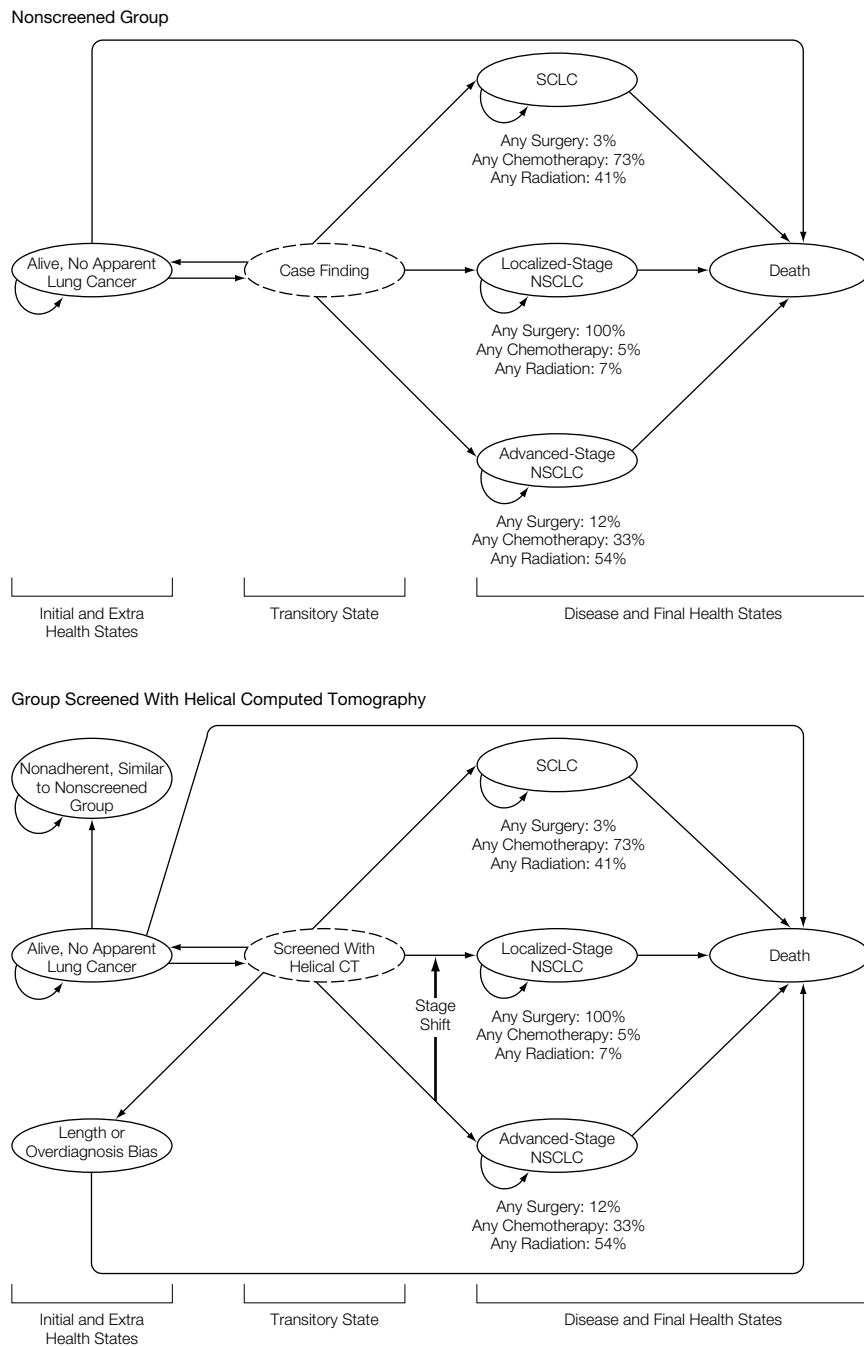 Nonscreened Group
SCLC
Any Surgery: 3%
Any Chemotherapy: 73%
Any Radiation: 41%
Alive, No Apparent
Lung Cancer
Case Finding
Localized-Stage
NSCLC
Death
Any Surgery: 100%
Any Chemotherapy: 5%
Any Radiation: 7%
Advanced-Stage
NSCLC
Any Surgery: 12%
Any Chemotherapy: 33%
Any Radiation: 54%
Initial and Extra
Health States
Transitory State
Disease and Final Health States
Group Screened With Helical Computed Tomography
Nonadherent, Similar
to Nonscreened
Group
SCLC
Any Surgery: 3%
Any Chemotherapy: 73%
Any Radiation: 41%
Alive, No Apparent
Lung Cancer
Screened With
Helical CT
Localized-Stage
NSCLC
Death
Stage
Shift
Any Surgery: 100%
Any Chemotherapy: 5%
Any Radiation: 7%
Length or
Overdiagnosis Bias
Advanced-Stage
NSCLC
Any Surgery: 12%
Any Chemotherapy: 33%
Any Radiation: 54%
Initial and Extra
Health States
Transitory State
Disease and Final Health States